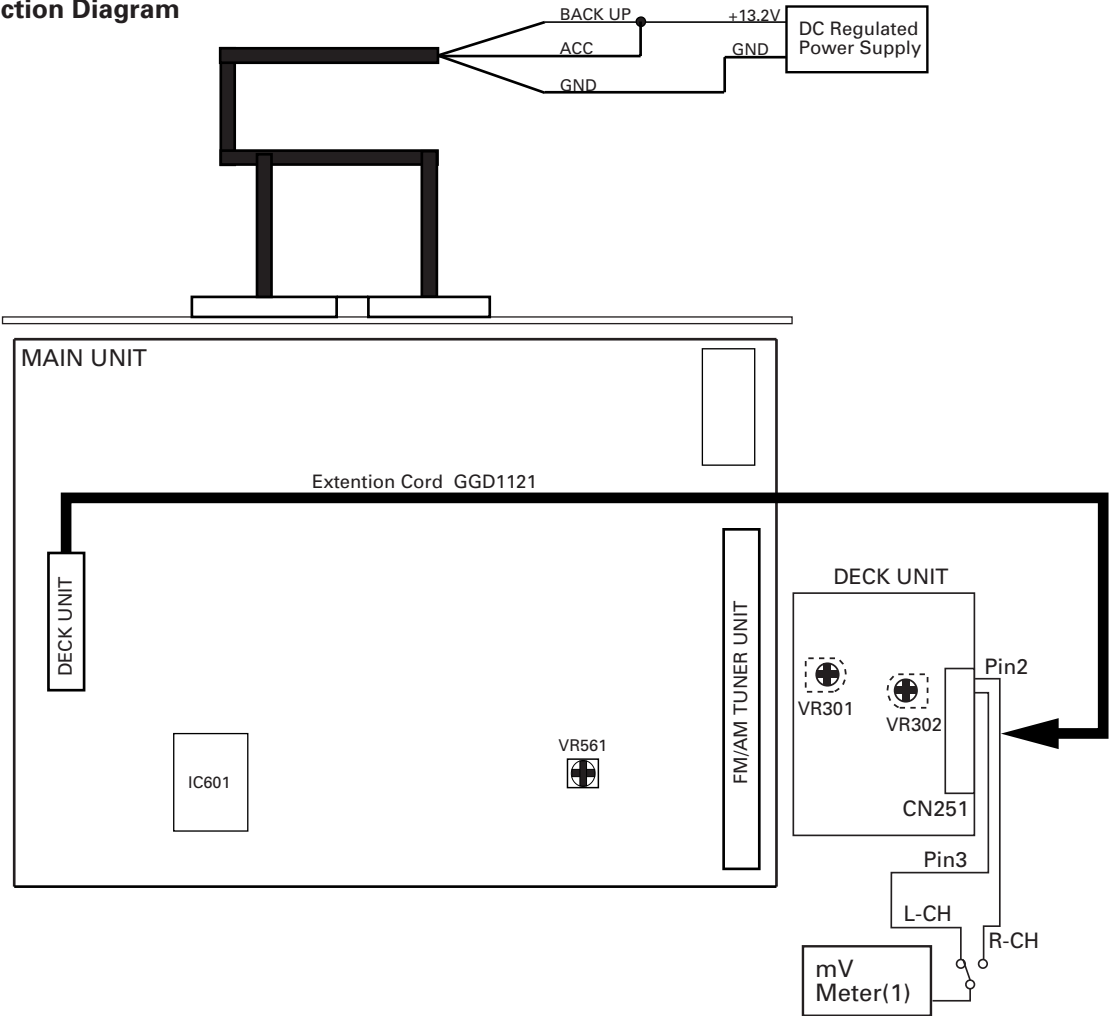 ction Diagram
BACK UP
+13.2V
ACC
GND
GND
DC Regulated
Power Supply
MAIN UNIT
Extention Cord GGD1121
DECK UNIT
FM/AM TUNER UNIT
IC601
VR561
DECK UNIT
VR301
VR302
Pin2
CN251
Pin3
L-CH
R-CH
mV
Meter(1)